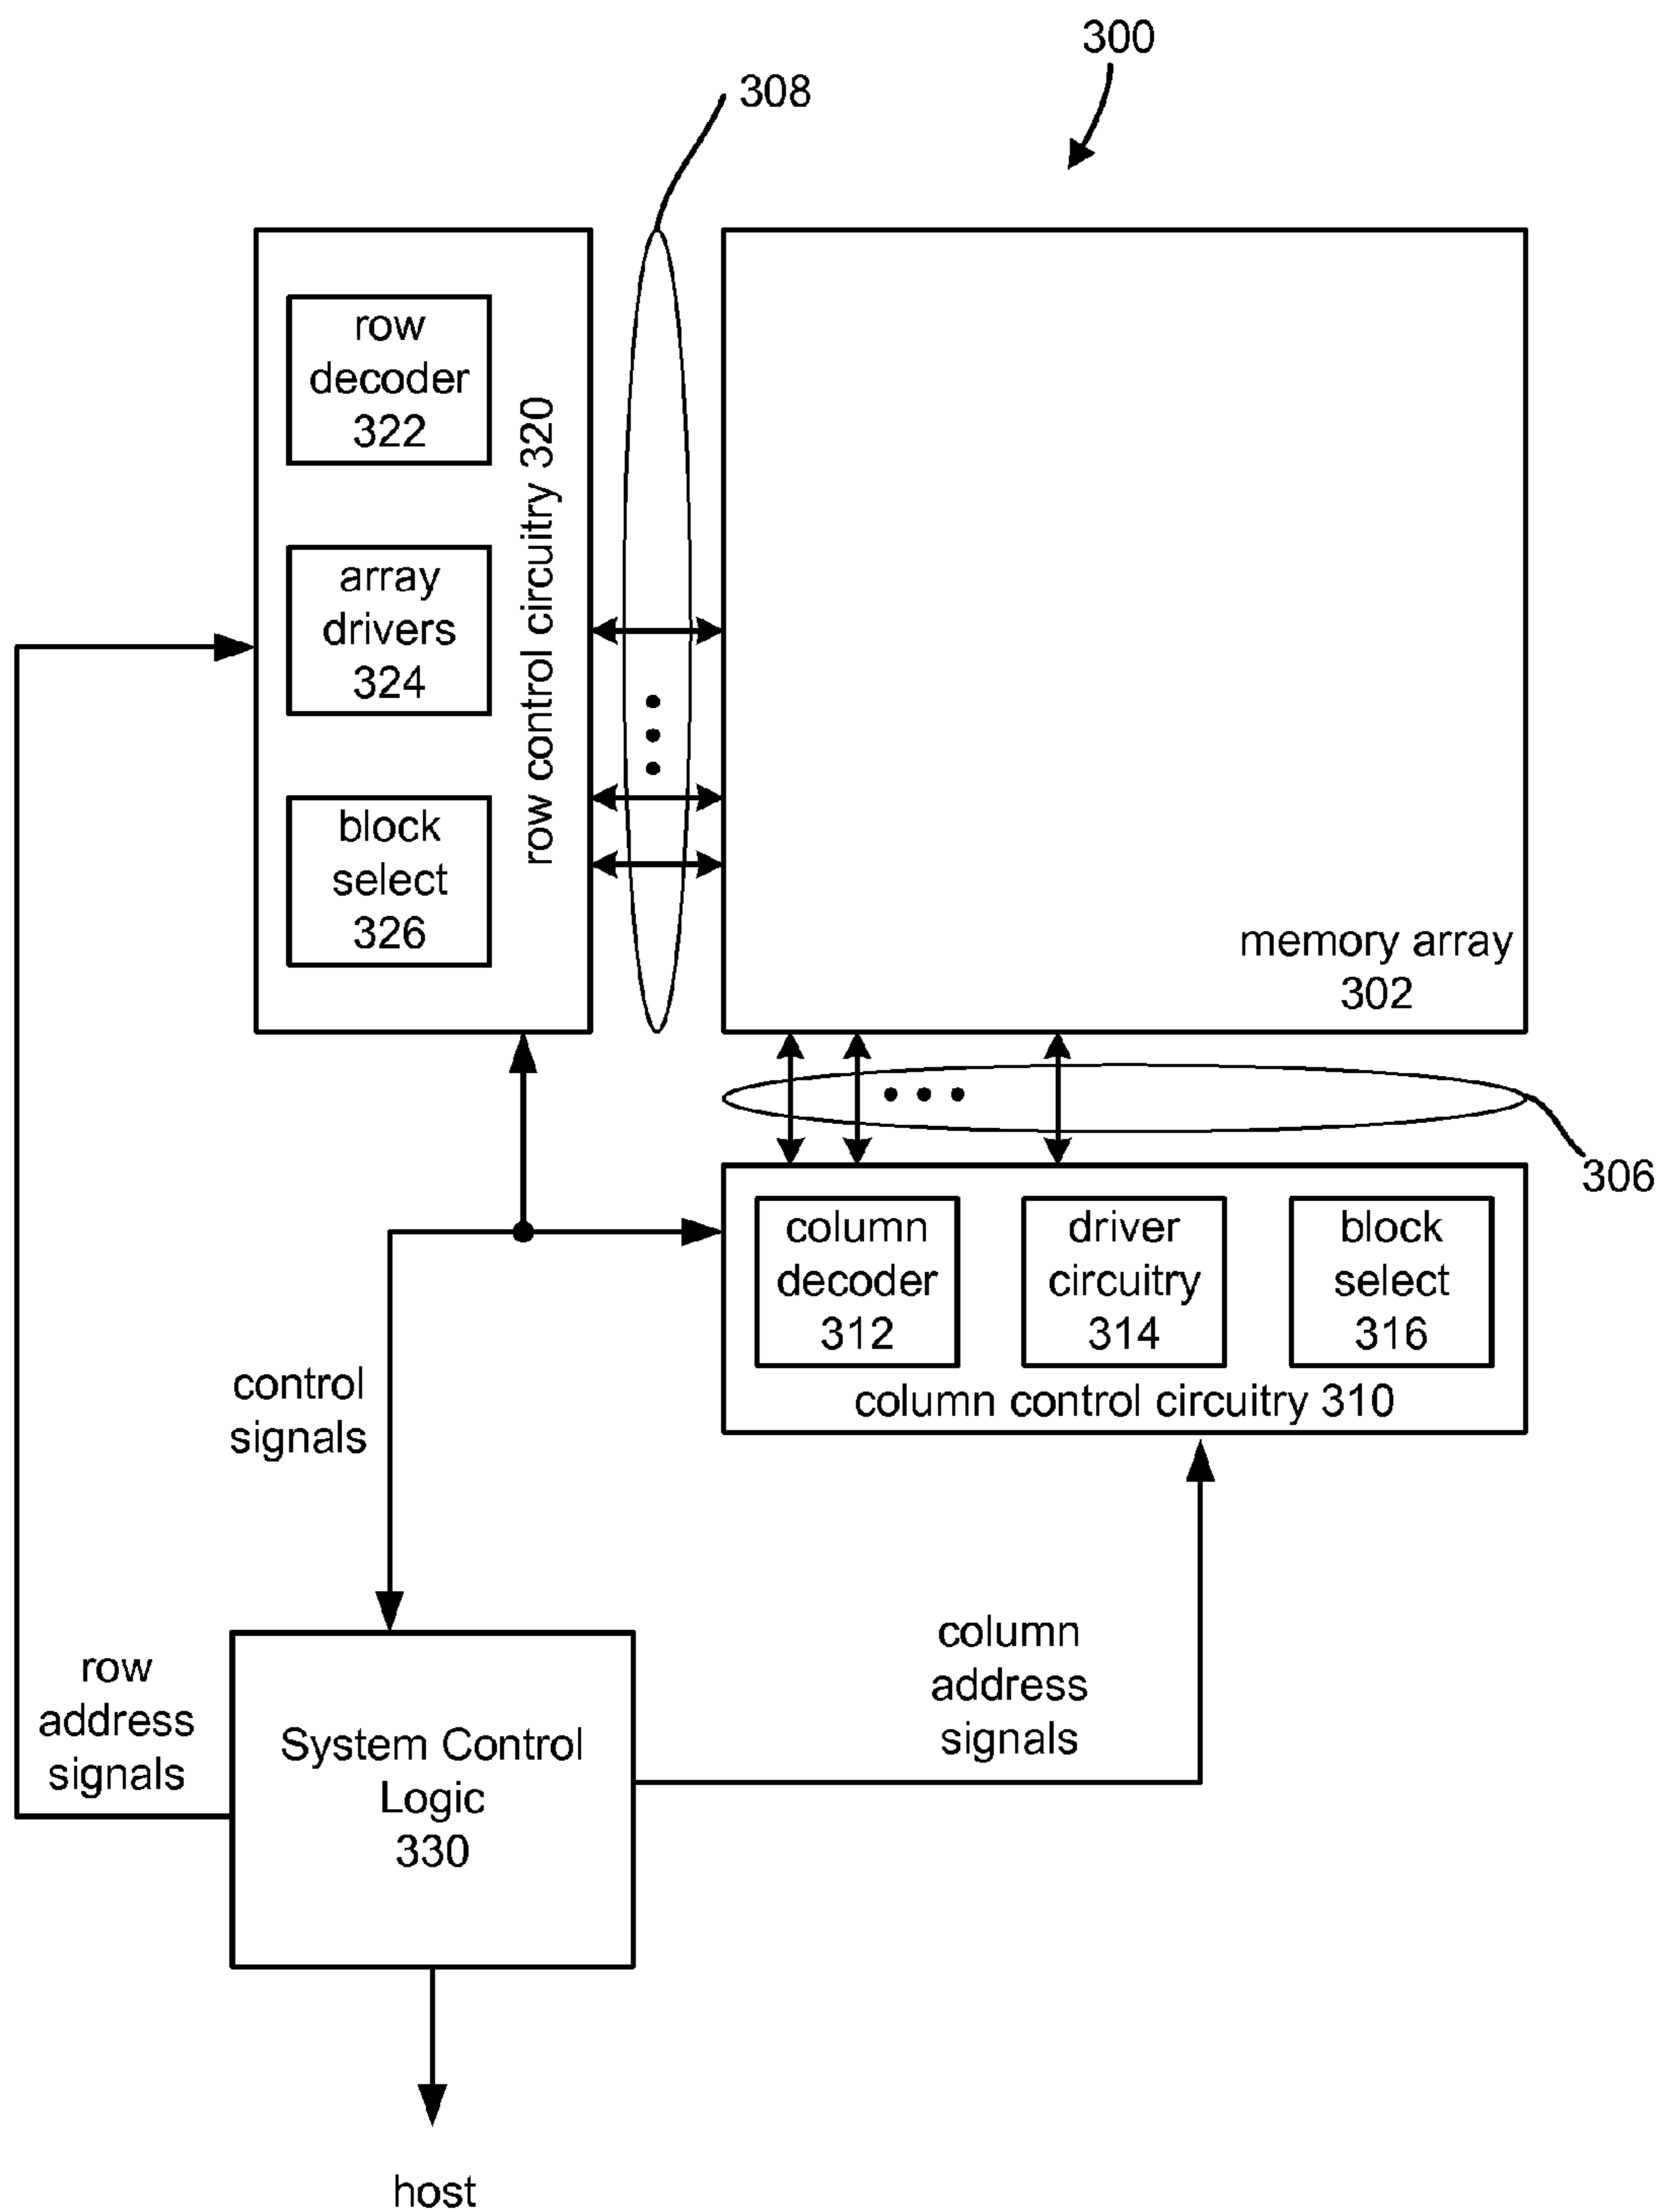 300
308
row
decoder
322
array
drivers
324
block
select
326
row control circuitry 320
memory array
302
306
column
decoder
312
driver
circuitry
314
block
select
316
column control circuitry 310
control
signals
row
address
signals
column
address
signals
System Control
Logic
330
host